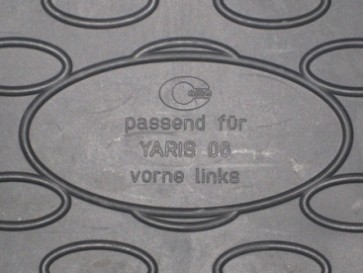 passend für
YARIS 06
vorne links